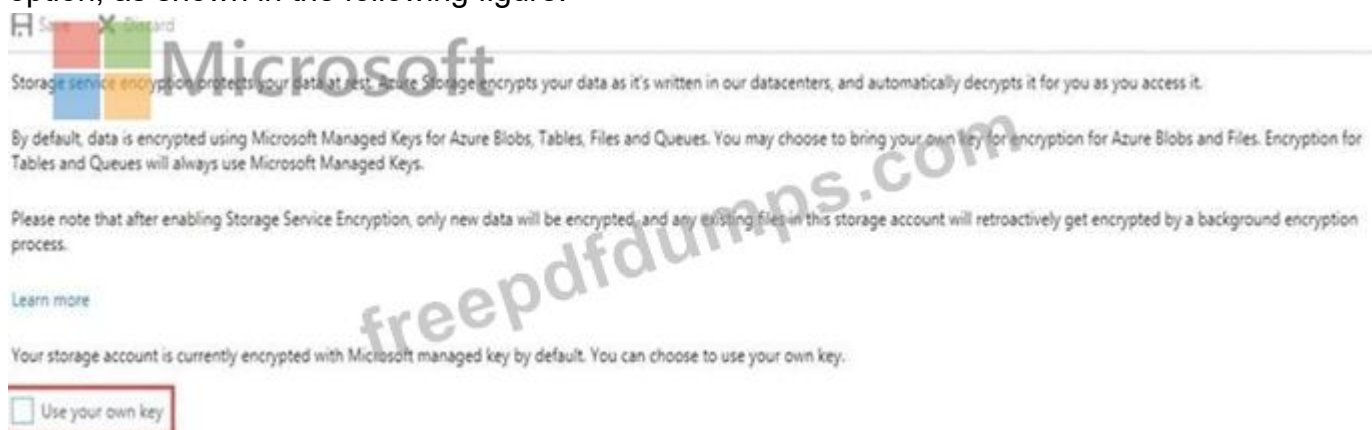 option, as shown in the following figure.
Save Discard
Microsoft
Storage service encryption protects your data at rest. Azure Storage encrypts your data as it's written in our datacenters, and automatically decrypts it for you as you access it.
By default, data is encrypted using Microsoft Managed Keys for Azure Blobs, Tables, Files and Queues. You may choose to bring your own key for encryption for Azure Blobs and Files. Encryption for
Tables and Queues will always use Microsoft Managed Keys.
Please note that after enabling Storage Service Encryption, only new data will be encrypted, and any existing files in this storage account will retroactively get encrypted by a background encryption
process.
freepdfdumps.com
Learn more
Your storage account is currently encrypted with Microsoft managed key by default. You can choose to use your own key.
Use your own key